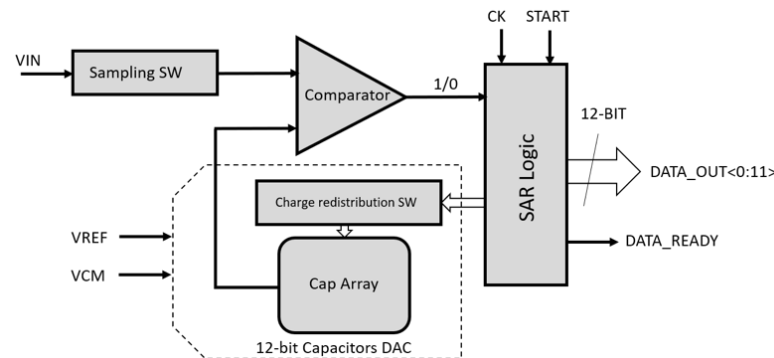 CK
START
VIN
Sampling SW
Comparator
1/0
SAR Logic
12-BIT
DATA_OUT<0:11>
Charge redistribution SW
VREF
DATA_READY
VCM
Cap Array
12-bit Capacitors DAC